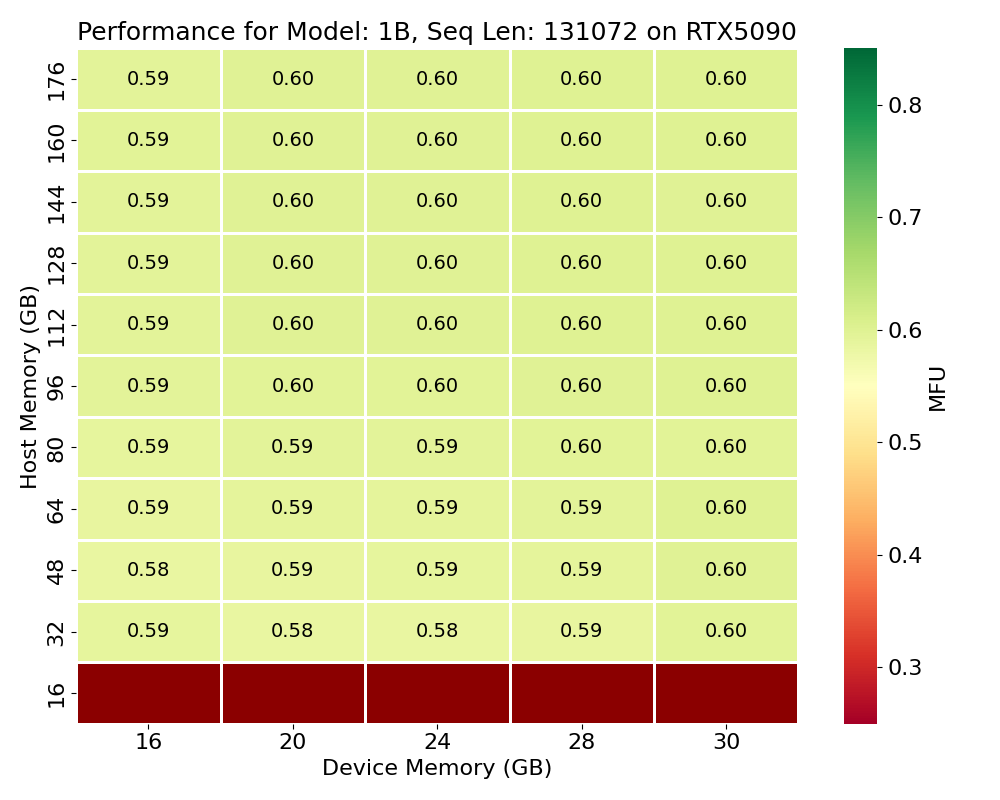 Performance for Model: 1B, Seq Len: 131072 on RTX5090
176 0.59 0.60 0.60 0.60 0.60
160 0.59 0.60 0.60 0.60 0.60
144 0.59 0.60 0.60 0.60 0.60
128 0.59 0.60 0.60 0.60 0.60
112 0.59 0.60 0.60 0.60 0.60
96 0.59 0.60 0.60 0.60 0.60
80 0.59 0.59 0.59 0.60 0.60
64 0.59 0.59 0.59 0.59 0.60
48 0.58 0.59 0.59 0.59 0.60
32 0.59 0.58 0.58 0.59 0.60
16
16 20 24 28 30
Device Memory (GB)
Host Memory (GB)
0.8
0.7
0.6
0.5
0.4
0.3
MFU